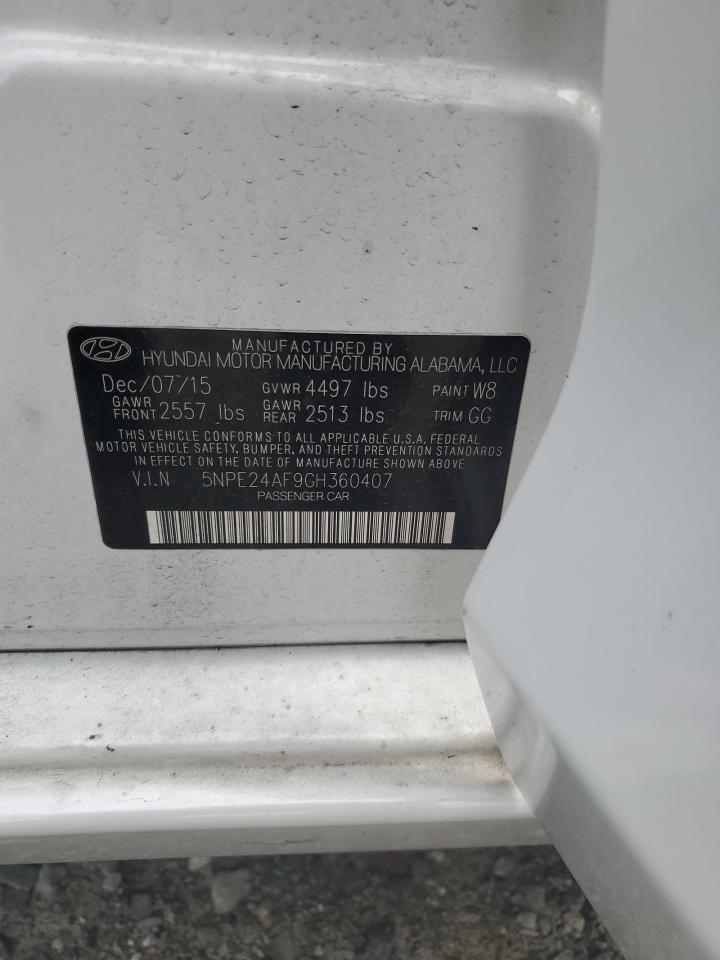 MANUFACTURED BY
HYUNDAI MOTOR MANUFACTURING ALABAMA, LLC
Dec/07/15 GVWR 4497 lbs PAINT W8
GAWR FRONT 2557 lbs GAWR REAR 2513 lbs TRIM GG
THIS VEHICLE CONFORMS TO ALL APPLICABLE U.S.A. FEDERAL
MOTOR VEHICLE SAFETY, BUMPER, AND THEFT PREVENTION STANDARDS
IN EFFECT ON THE DATE OF MANUFACTURE SHOWN ABOVE
V.I.N 5NPE24AF9GH360407
PASSENGER CAR